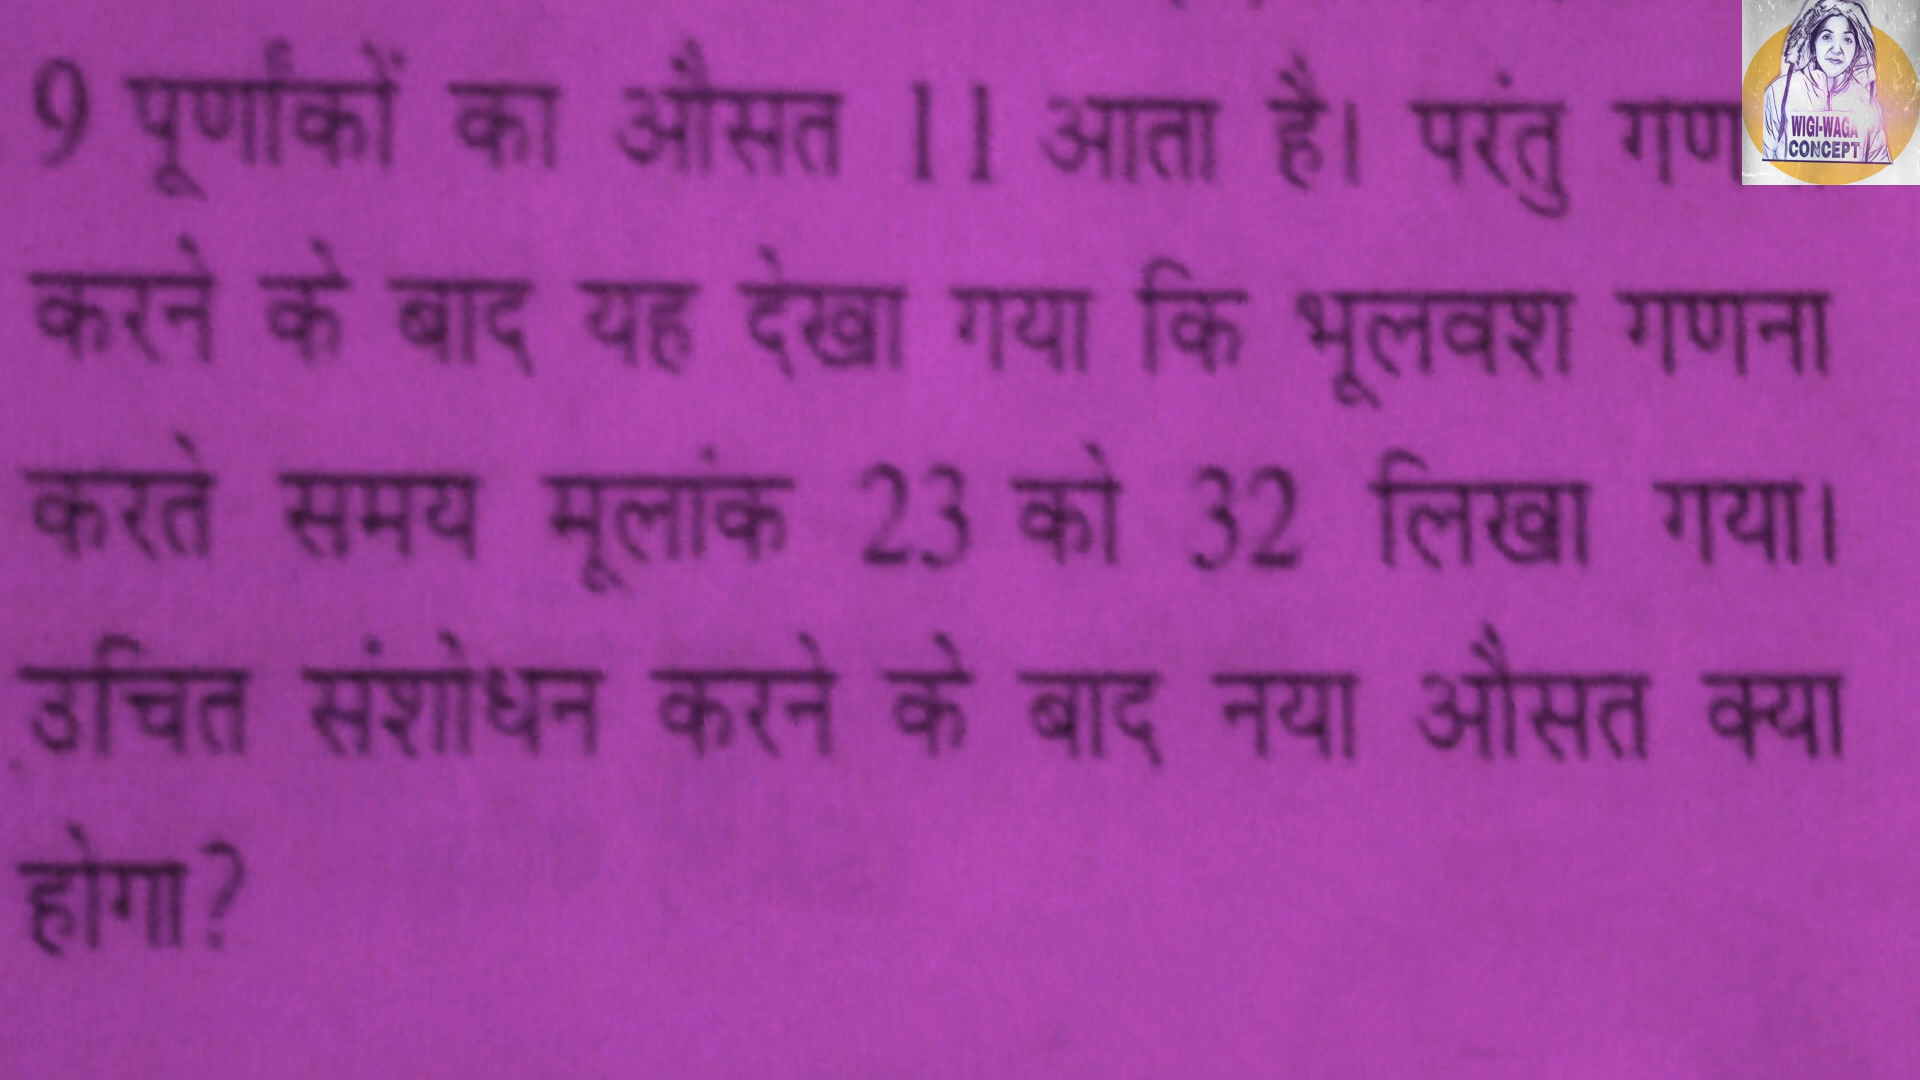 9 पूर्णांकों का औसत 11 आता है। परंतु गण
करने के बाद यह देखा गया कि भूलवश गणना
करते समय मूलांक 23 को 32 लिखा गया।
उचित संशोधन करने के बाद नया औसत क्या
होगा?
WIGI-WAGA
CONCEPT